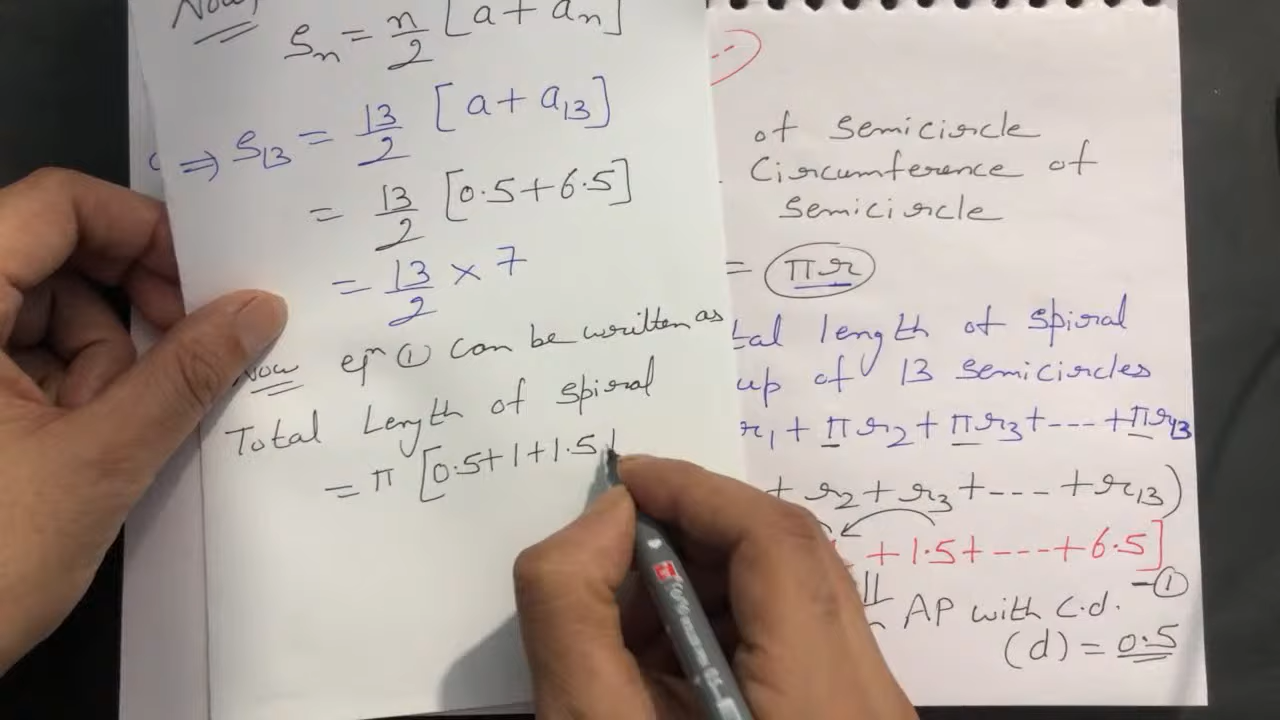 Now,
Sn = n/2 [a + an]
⇒ S13 = 13/2 [a + a13]
= 13/2 [0.5 + 6.5]
= 13/2 × 7
Now eqn ① can be written as
Total Length of spiral
= π [0.5 + 1 + 1.5
of semicircle
Circumference of
semicircle
= πr
tal length of spiral
up of 13 semicircles
r1 + πr2 + πr3 + ---- + πr13
+ r2 + r3 + ---- + r13)
+ 1.5 + ---- + 6.5]
- ①
AP with C.d.
(d) = 0.5